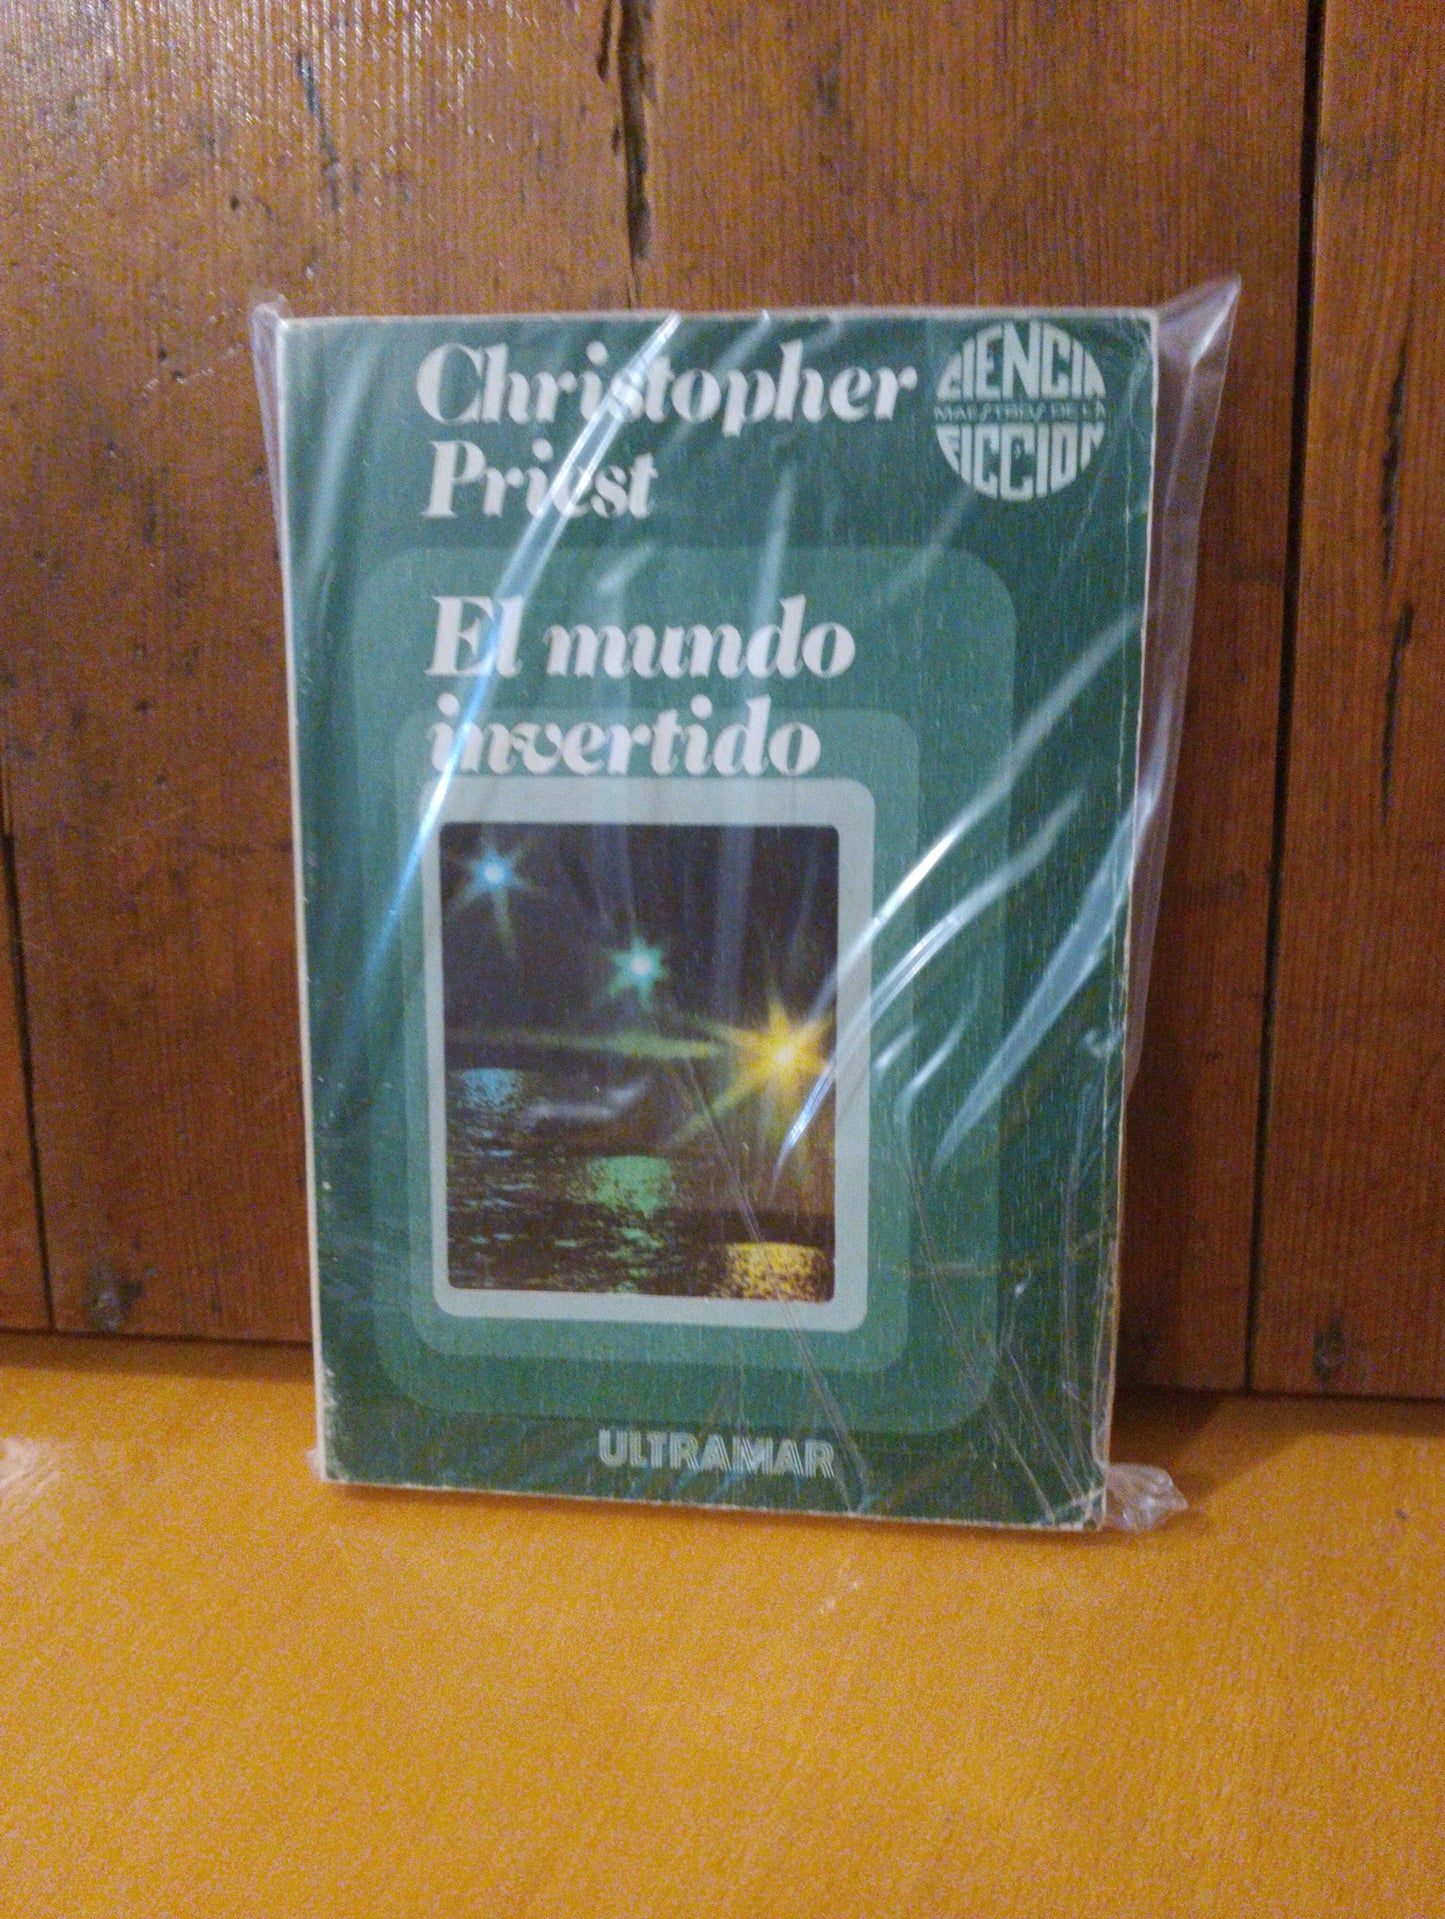 Christopher
Priest
CIENCIA
MAESTROS DE LA
FICCION
El mundo
invertido
ULTRAMAR